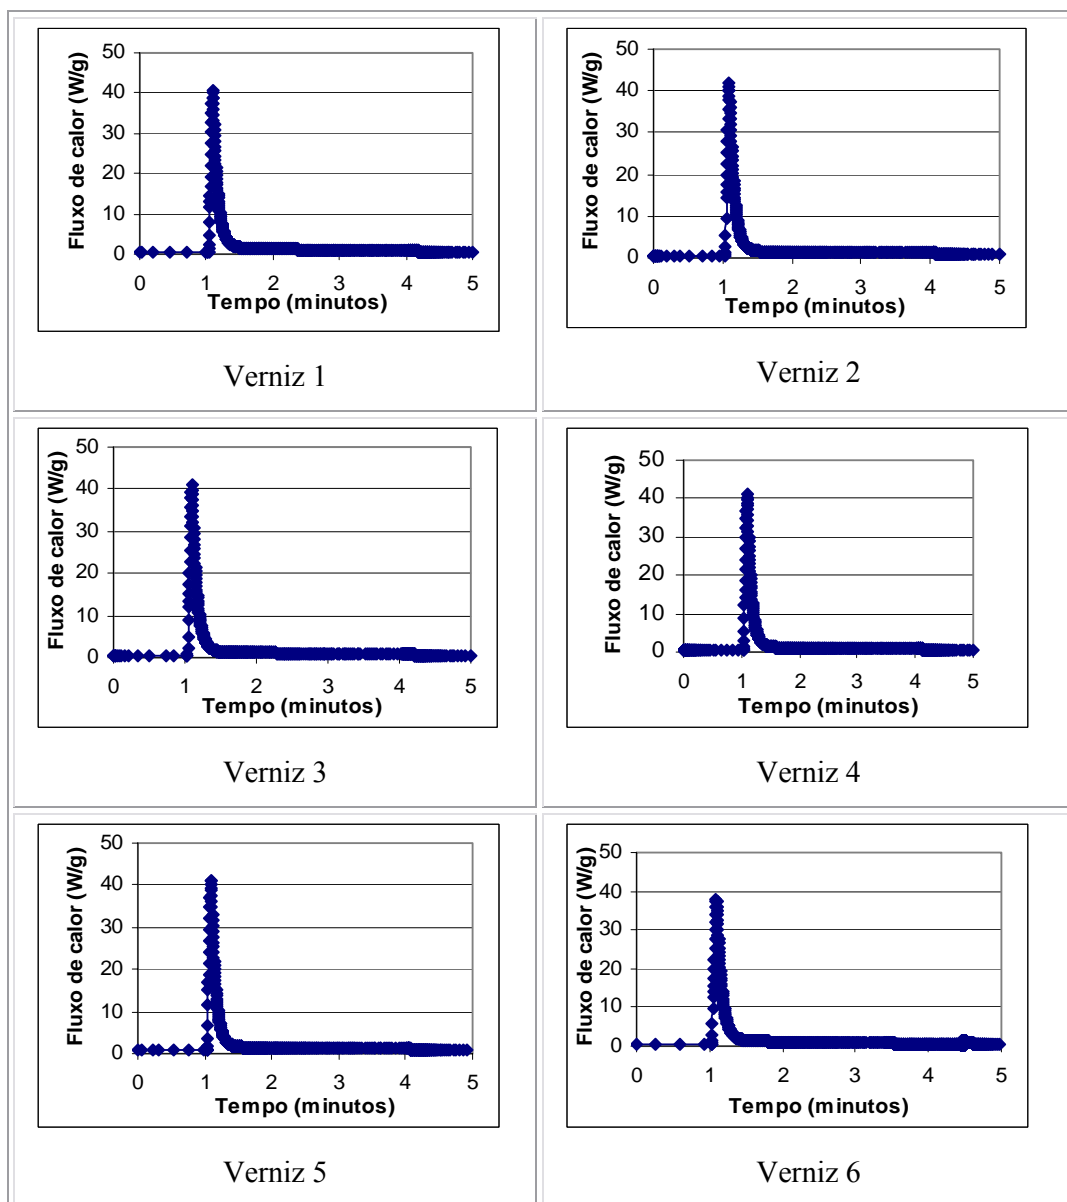 Fluxo de calor (W/g)
50
40
30
20
10
0
0 1 2 3 4 5
Tempo (minutos)
Verniz 1
Fluxo de calor (W/g)
50
40
30
20
10
0
0 1 2 3 4 5
Tempo (minutos)
Verniz 2
Fluxo de calor (W/g)
50
40
30
20
10
0
0 1 2 3 4 5
Tempo (minutos)
Verniz 3
Fluxo de calor (W/g)
50
40
30
20
10
0
0 1 2 3 4 5
Tempo (minutos)
Verniz 4
Fluxo de calor (W/g)
50
40
30
20
10
0
0 1 2 3 4 5
Tempo (minutos)
Verniz 5
Fluxo de calor (W/g)
50
40
30
20
10
0
0 1 2 3 4 5
Tempo (minutos)
Verniz 6